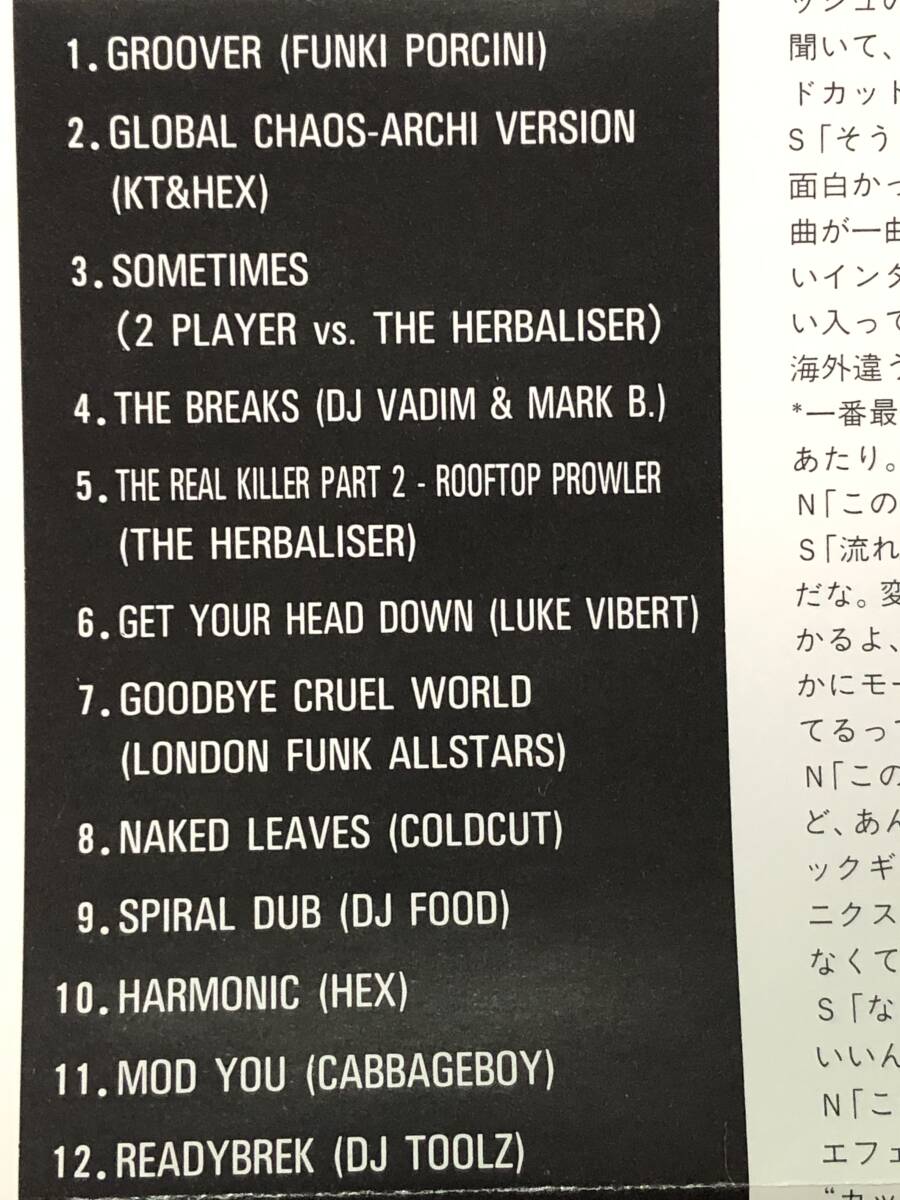 1. GROOVER (FUNKI PORCINI)
2. GLOBAL CHAOS-ARCHI VERSION
(KT&HEX)
3. SOMETIMES
(2 PLAYER vs. THE HERBALISER)
4. THE BREAKS (DJ VADIM & MARK B.)
5. THE REAL KILLER PART 2 - ROOFTOP PROWLER
(THE HERBALISER)
6. GET YOUR HEAD DOWN (LUKE VIBERT)
7. GOODBYE CRUEL WORLD
(LONDON FUNK ALLSTARS)
8. NAKED LEAVES (COLDCUT)
9. SPIRAL DUB (DJ FOOD)
10. HARMONIC (HEX)
11. MOD YOU (CABBAGEBOY)
12. READYBREK (DJ TOOLZ)
ッシュの
聞いて、
ドカット
S「そう
面白かっ
曲が一曲
いインタ
い入って
海外違う
*一番最
あたり。
N「この
S「流れ
だな。変
かるよ、
かにモー
てるって
N「この
ど、あん
ックギ
ニクス
なくて
S「な
いいん
N「こ
エフェ
“カッ